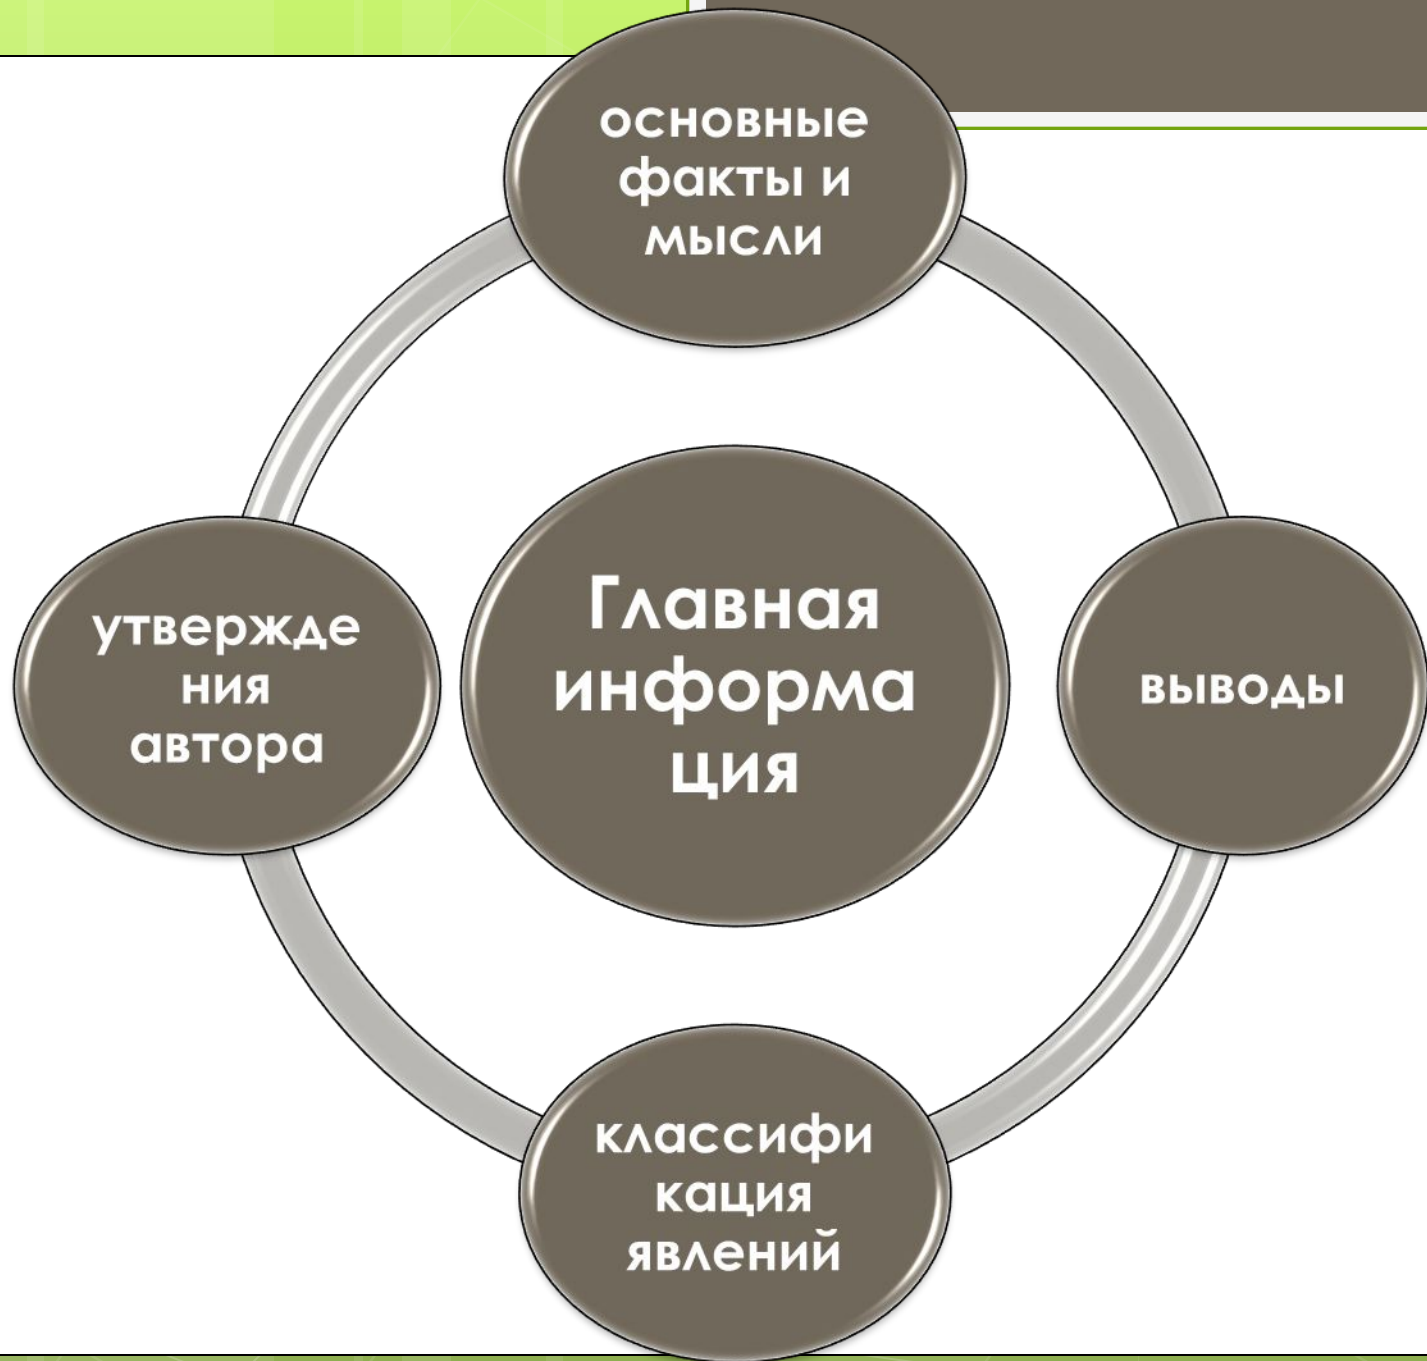 основные
факты и
мысли
утвержде
ния
автора
Главная
информа
ция
выводы
классифи
кация
явлений